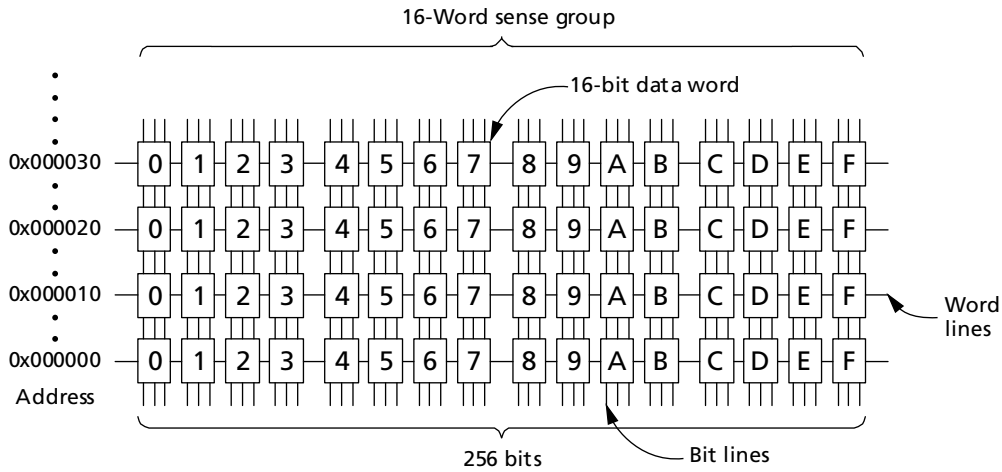 16-Word sense group
16-bit data word
0x000030 0 1 2 3 4 5 6 7 8 9 A B C D E F
0x000020 0 1 2 3 4 5 6 7 8 9 A B C D E F
0x000010 0 1 2 3 4 5 6 7 8 9 A B C D E F
Word
lines
0x000000 0 1 2 3 4 5 6 7 8 9 A B C D E F
Address
256 bits
Bit lines